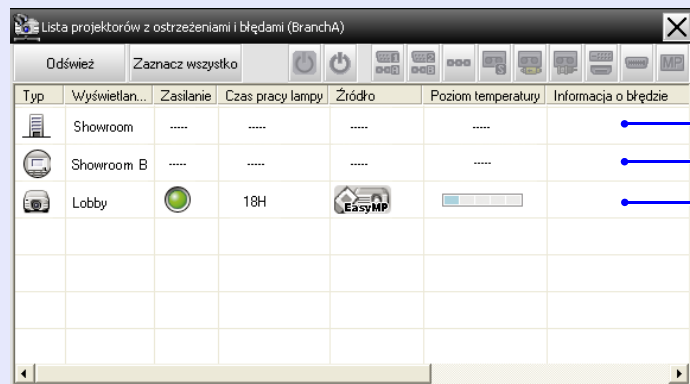 Lista projektorów z ostrzeżeniami i błędami (BranchA)
Odśwież Zaznacz wszystko MP
Typ Wyświetlan... Zasilanie Czas pracy lampy Źródło Poziom temperatury Informacja o błędzie
Showroom ----- ----- ----- -----
Showroom B ----- ----- ----- -----
Lobby 18H EasyMP